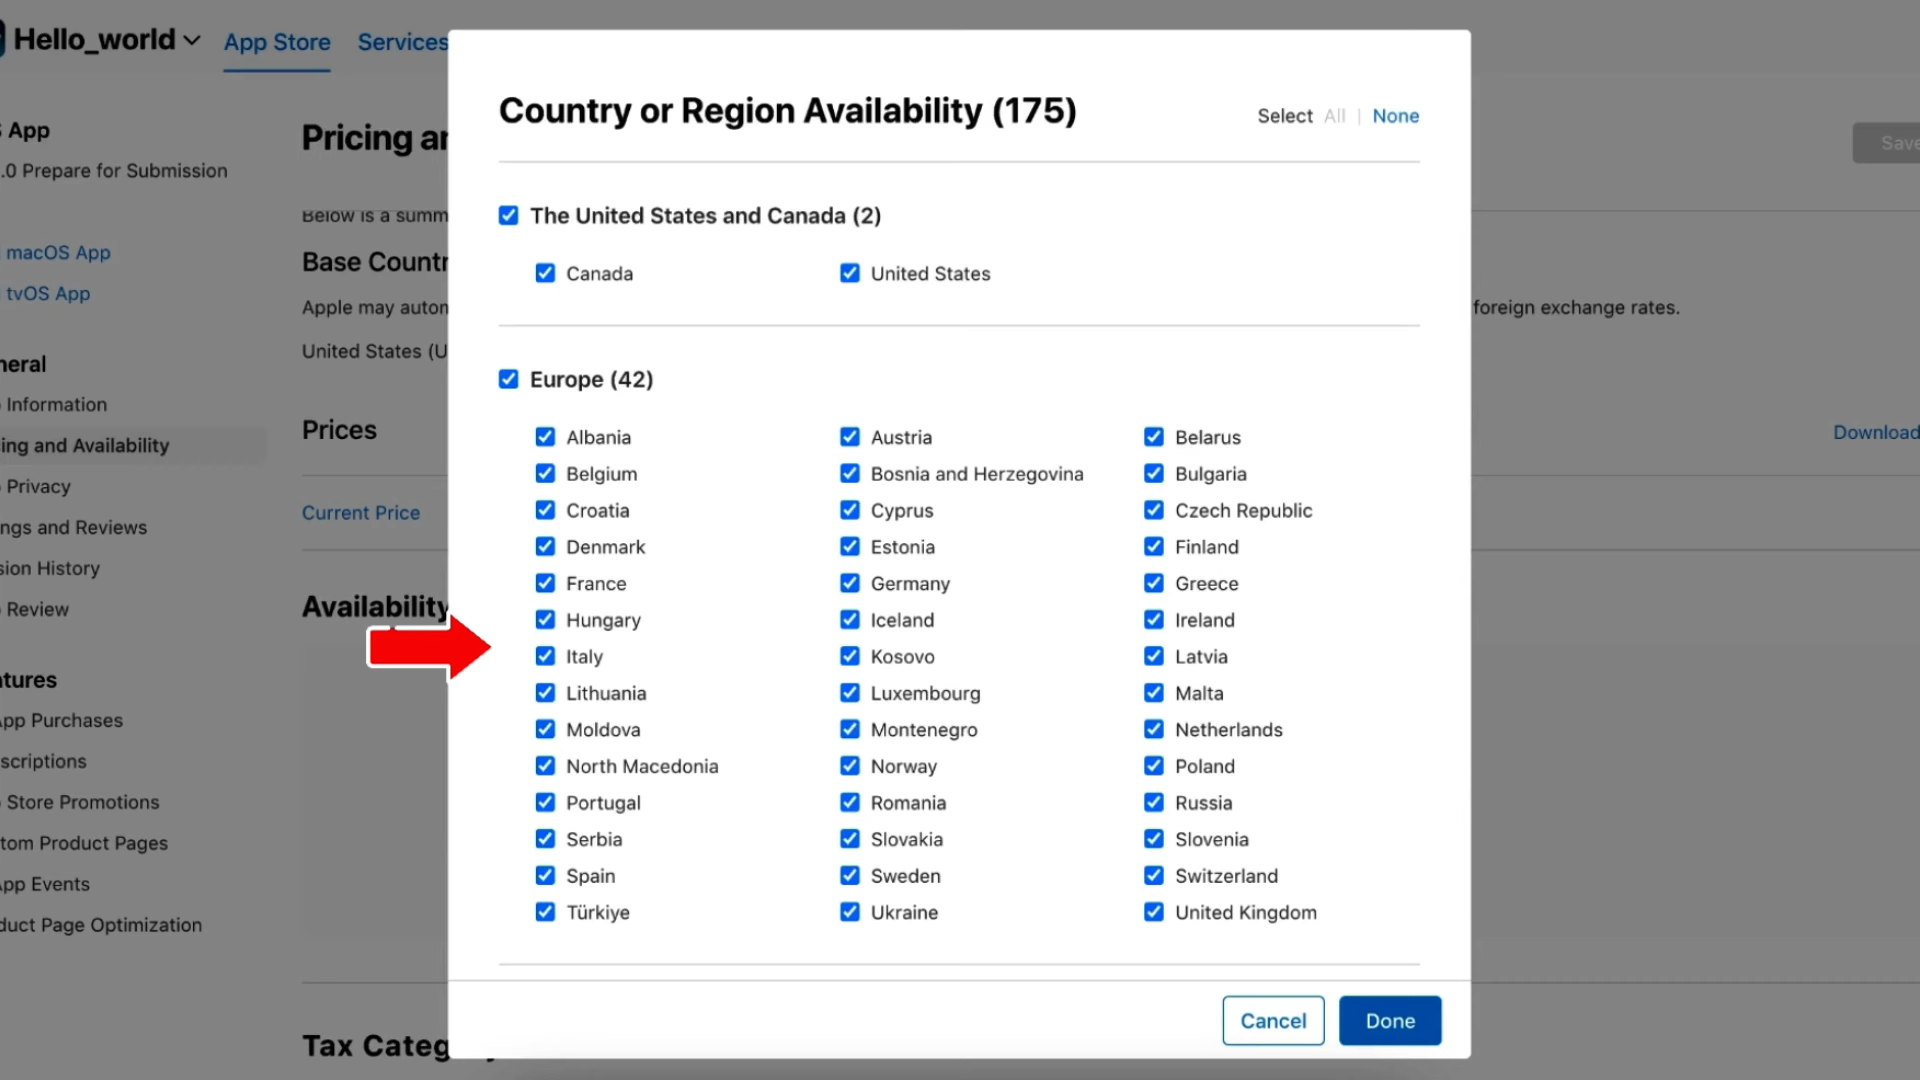 Hello_world
App Store
Services
App
.0 Prepare for Submission
macOS App
tvOS App
neral
Information
ing and Availability
Privacy
ngs and Reviews
sion History
Review
tures
App Purchases
scriptions
Store Promotions
tom Product Pages
App Events
duct Page Optimization
Pricing an
Save
Below is a summ
Base Countr
Apple may autom
foreign exchange rates.
United States (U
Prices
Download
Current Price
Availability
Tax Categ
Country or Region Availability (175)
Select All | None
The United States and Canada (2)
Canada
United States
Europe (42)
Albania
Austria
Belarus
Belgium
Bosnia and Herzegovina
Bulgaria
Croatia
Cyprus
Czech Republic
Denmark
Estonia
Finland
France
Germany
Greece
Hungary
Iceland
Ireland
Italy
Kosovo
Latvia
Lithuania
Luxembourg
Malta
Moldova
Montenegro
Netherlands
North Macedonia
Norway
Poland
Portugal
Romania
Russia
Serbia
Slovakia
Slovenia
Spain
Sweden
Switzerland
Türkiye
Ukraine
United Kingdom
Cancel
Done